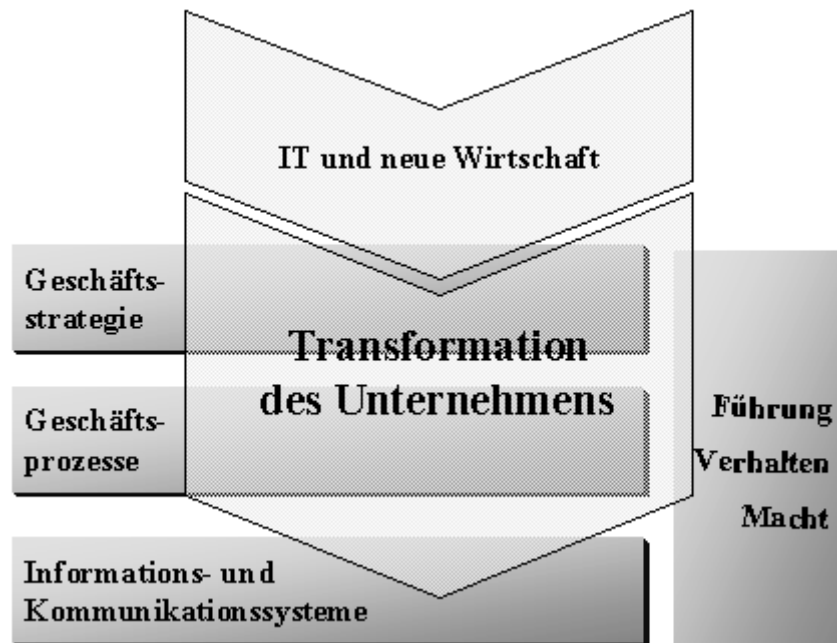 IT und neue Wirtschaft
Geschäfts-
strategie
Transformation
des Unternehmens
Geschäfts-
prozesse
Führung
Verhalten
Macht
Informations- und
Kommunikationssysteme